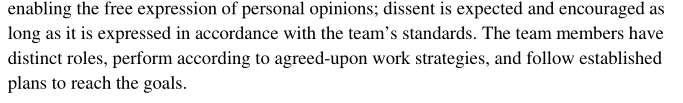 enabling the free expression of personal opinions; dissent is expected and encouraged as
long as it is expressed in accordance with the team’s standards. The team members have
distinct roles, perform according to agreed-upon work strategies, and follow established
plans to reach the goals.